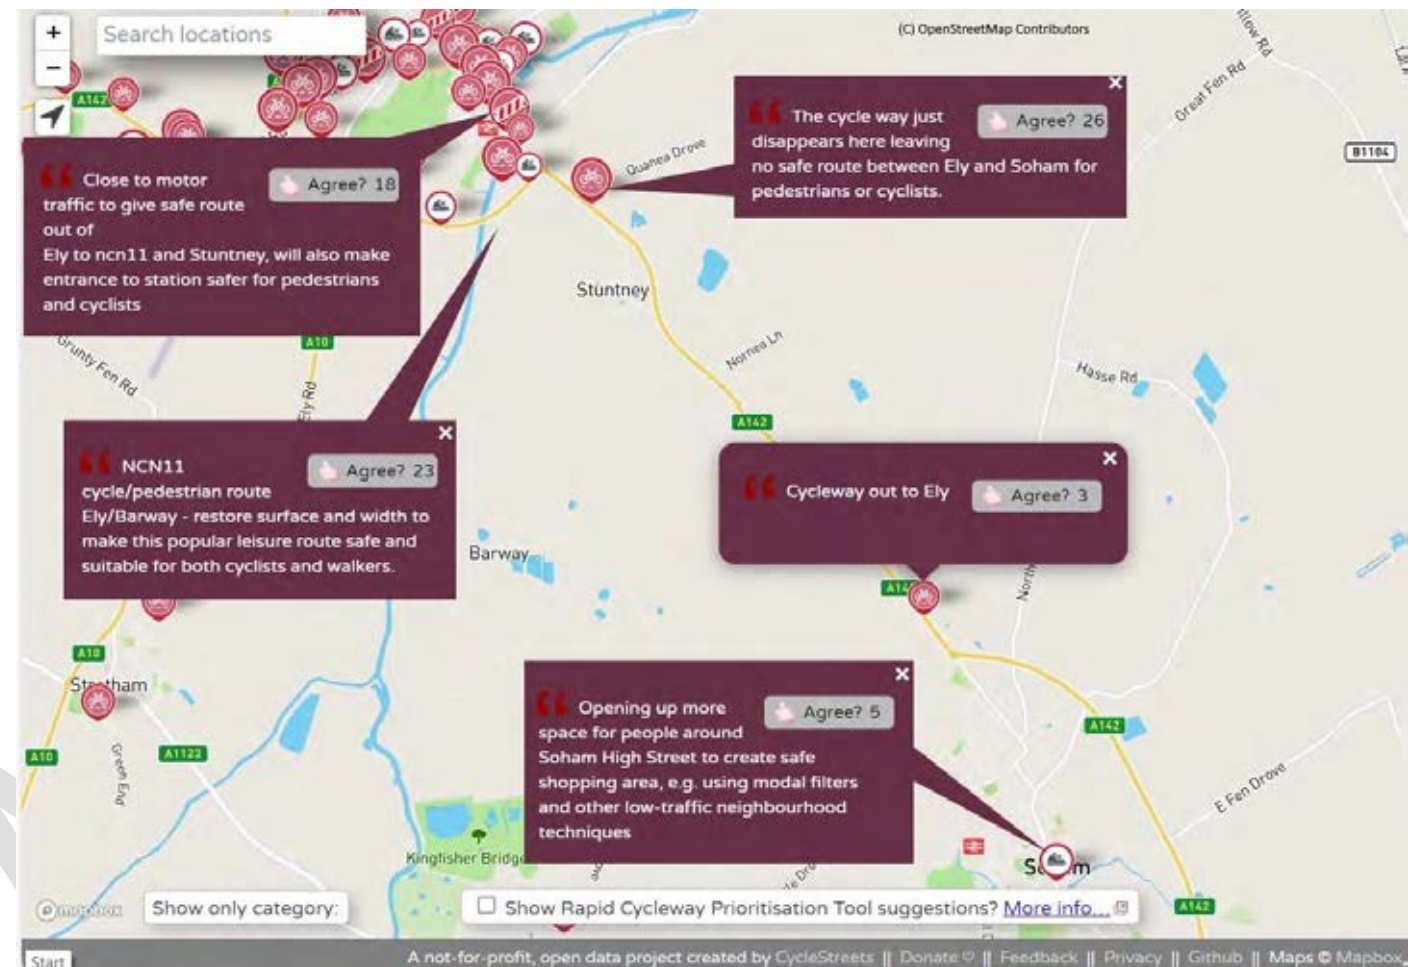 +
Search locations
(C) OpenStreetMap Contributors
−
A142
Great Fen Rd
B1104
The cycle way just
Agree? 26
disappears here leaving
no safe route between Ely and Soham for
pedestrians or cyclists.
Quanea Drove
Close to motor
Agree? 18
traffic to give safe route
out of
Ely to ncn11 and Stuntney, will also make
entrance to station safer for pedestrians
and cyclists
Stuntney
A10
Grunty Fen Rd
Ely Rd
Nornea Ln
Hasse Rd
A142
NCN11
Agree? 23
cycle/pedestrian route
Ely/Barway - restore surface and width to
make this popular leisure route safe and
suitable for both cyclists and walkers.
Cycleway out to Ely
Agree? 3
Barway
North
A10
Opening up more
Agree? 5
space for people around
Soham High Street to create safe
shopping area, e.g. using modal filters
and other low-traffic neighbourhood
techniques
A142
A10
A1123
Green End
E Fen Drove
Kingfisher Bridge
mapbox
Show only category:
Show Rapid Cycleway Prioritisation Tool suggestions? More info...
A142
Start
A not-for-profit, open data project created by CycleStreets || Donate ♡ || Feedback || Privacy || Github || Maps © Mapbox